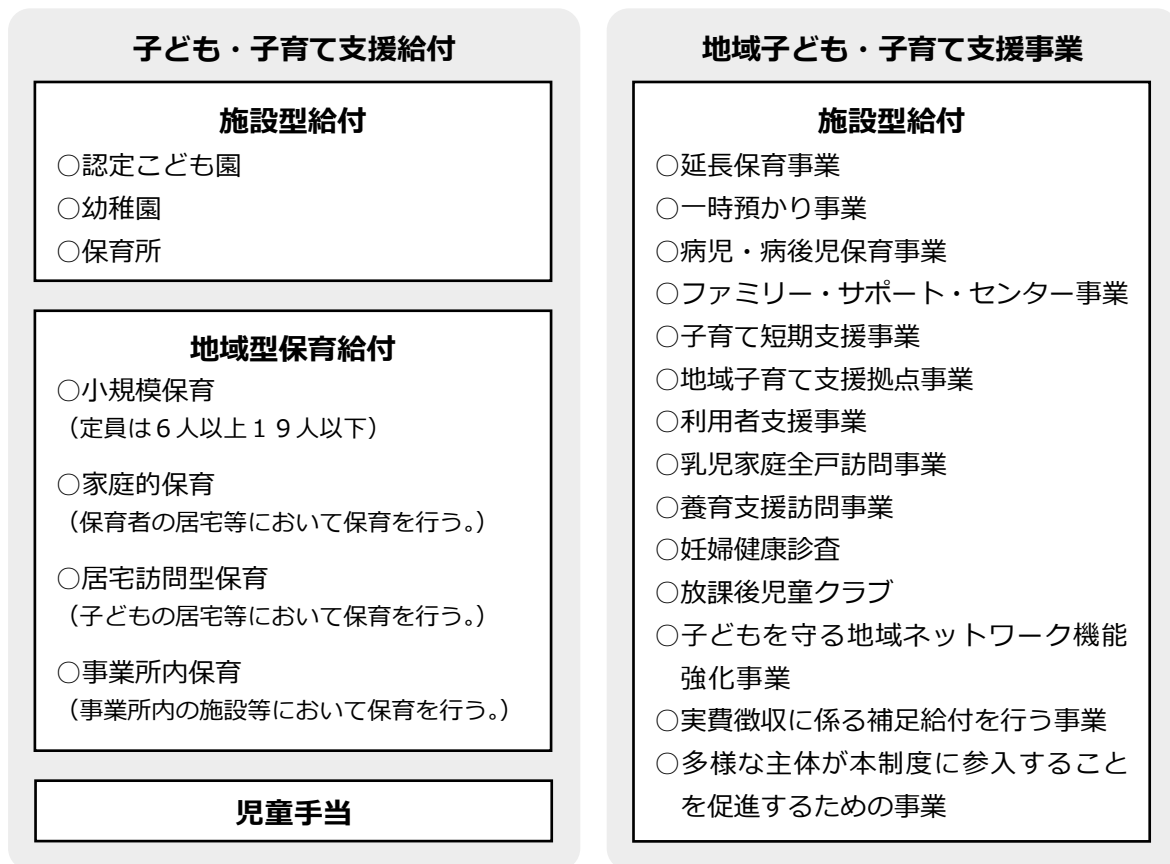 子ども・子育て支援給付
施設型給付
○認定こども園
○幼稚園
○保育所
地域型保育給付
○小規模保育
（定員は６人以上１９人以下）
○家庭的保育
（保育者の居宅等において保育を行う。）
○居宅訪問型保育
（子どもの居宅等において保育を行う。）
○事業所内保育
（事業所内の施設等において保育を行う。）
児童手当
地域子ども・子育て支援事業
施設型給付
○延長保育事業
○一時預かり事業
○病児・病後児保育事業
○ファミリー・サポート・センター事業
○子育て短期支援事業
○地域子育て支援拠点事業
○利用者支援事業
○乳児家庭全戸訪問事業
○養育支援訪問事業
○妊婦健康診査
○放課後児童クラブ
○子どもを守る地域ネットワーク機能
強化事業
○実費徴収に係る補足給付を行う事業
○多様な主体が本制度に参入すること
を促進するための事業